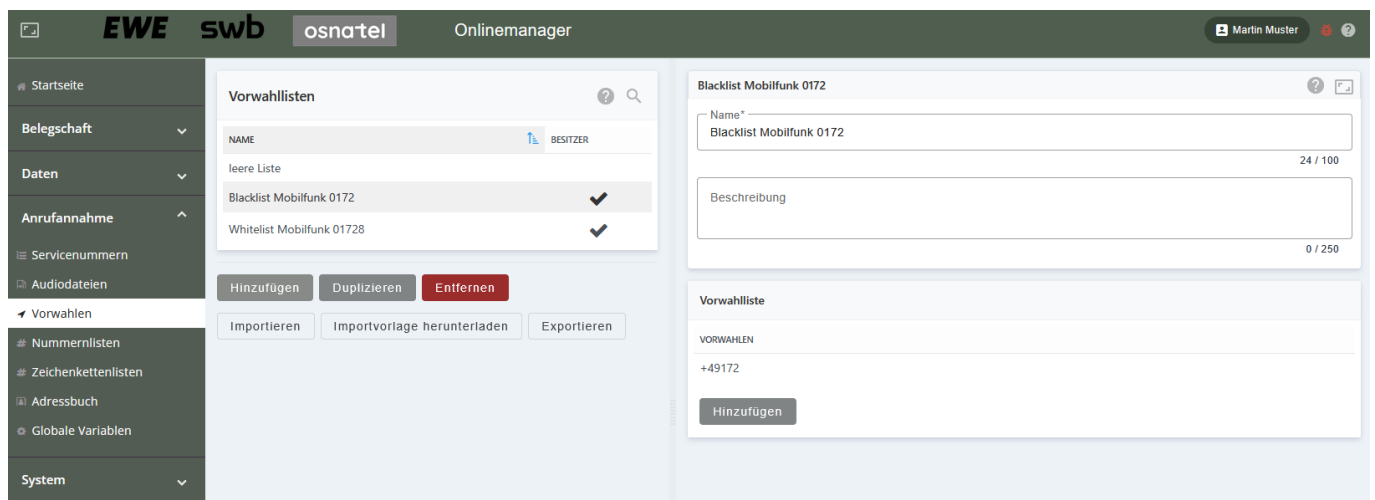 EWE swb osnatel Onlinemanager Martin Muster
Startseite
Belegschaft
Daten
Anrufannahme
Servicenummern
Audiodateien
Vorwahlen
Nummernlisten
Zeichenkettenlisten
Adressbuch
Globale Variablen
System
Vorwahllisten
NAME BESITZER
leere Liste
Blacklist Mobilfunk 0172
Whitelist Mobilfunk 01728
Hinzufügen Duplizieren Entfernen
Importieren Importvorlage herunterladen Exportieren
Blacklist Mobilfunk 0172
Name*
Blacklist Mobilfunk 0172
24 / 100
Beschreibung
0 / 250
Vorwahlliste
VORWAHLEN
+49172
Hinzufügen